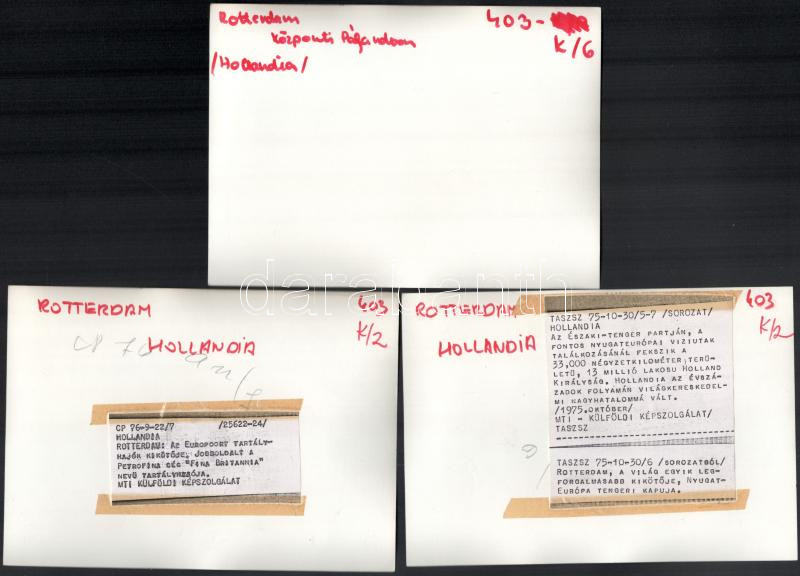 Rotterdam
403-
K/6
Központi
/Hollandia/
darabanth
ROTTERDAM
403
K/2
HOLLANDIA
CP 76-9-22/7 /25622-24/
HOLLANDIA
ROTTERDAM: AZ EUROPOORT TARTÁLY-
HAJÓK KIKÖTŐJE, JOBBOLDALT A
PETROFINA CÉG "FINA BRITANNIA"
NEVŰ TARTÁLYHAJÓJA.
MTI KÜLFÖLDI KÉPSZOLGÁLAT
ROTTERDAM
403
K/2
HOLLANDIA
TASZSZ 75-10-30/5-7 /SOROZAT/
HOLLANDIA
AZ ÉSZAKI-TENGER PARTJÁN, A
FONTOS NYUGATEURÓPAI VIZIUTAK
TALÁLKOZÁSÁNÁL FEKSZIK A
33,000 NÉGYZETKILOMÉTER TERÜ-
LETŰ, 13 MILLIÓ LAKOSU HOLLAND
KIRÁLYSÁG. HOLLANDIA AZ ÉVSZÁ-
ZADOK FOLYAMÁN VILÁGKERESKEDEL-
MI NAGYHATALOMMÁ VÁLT.
/1975.OKTÓBER/
MTI - KÜLFÖLDI KÉPSZOLGÁLAT/
TASZSZ
TASZSZ 75-10-30/6 /SOROZATBÓL/
ROTTERDAM, A VILÁG EGYIK LEG-
FORGALMASABB KIKÖTŐJE, NYUGAT-
EURÓPA TENGERI KAPUJA.